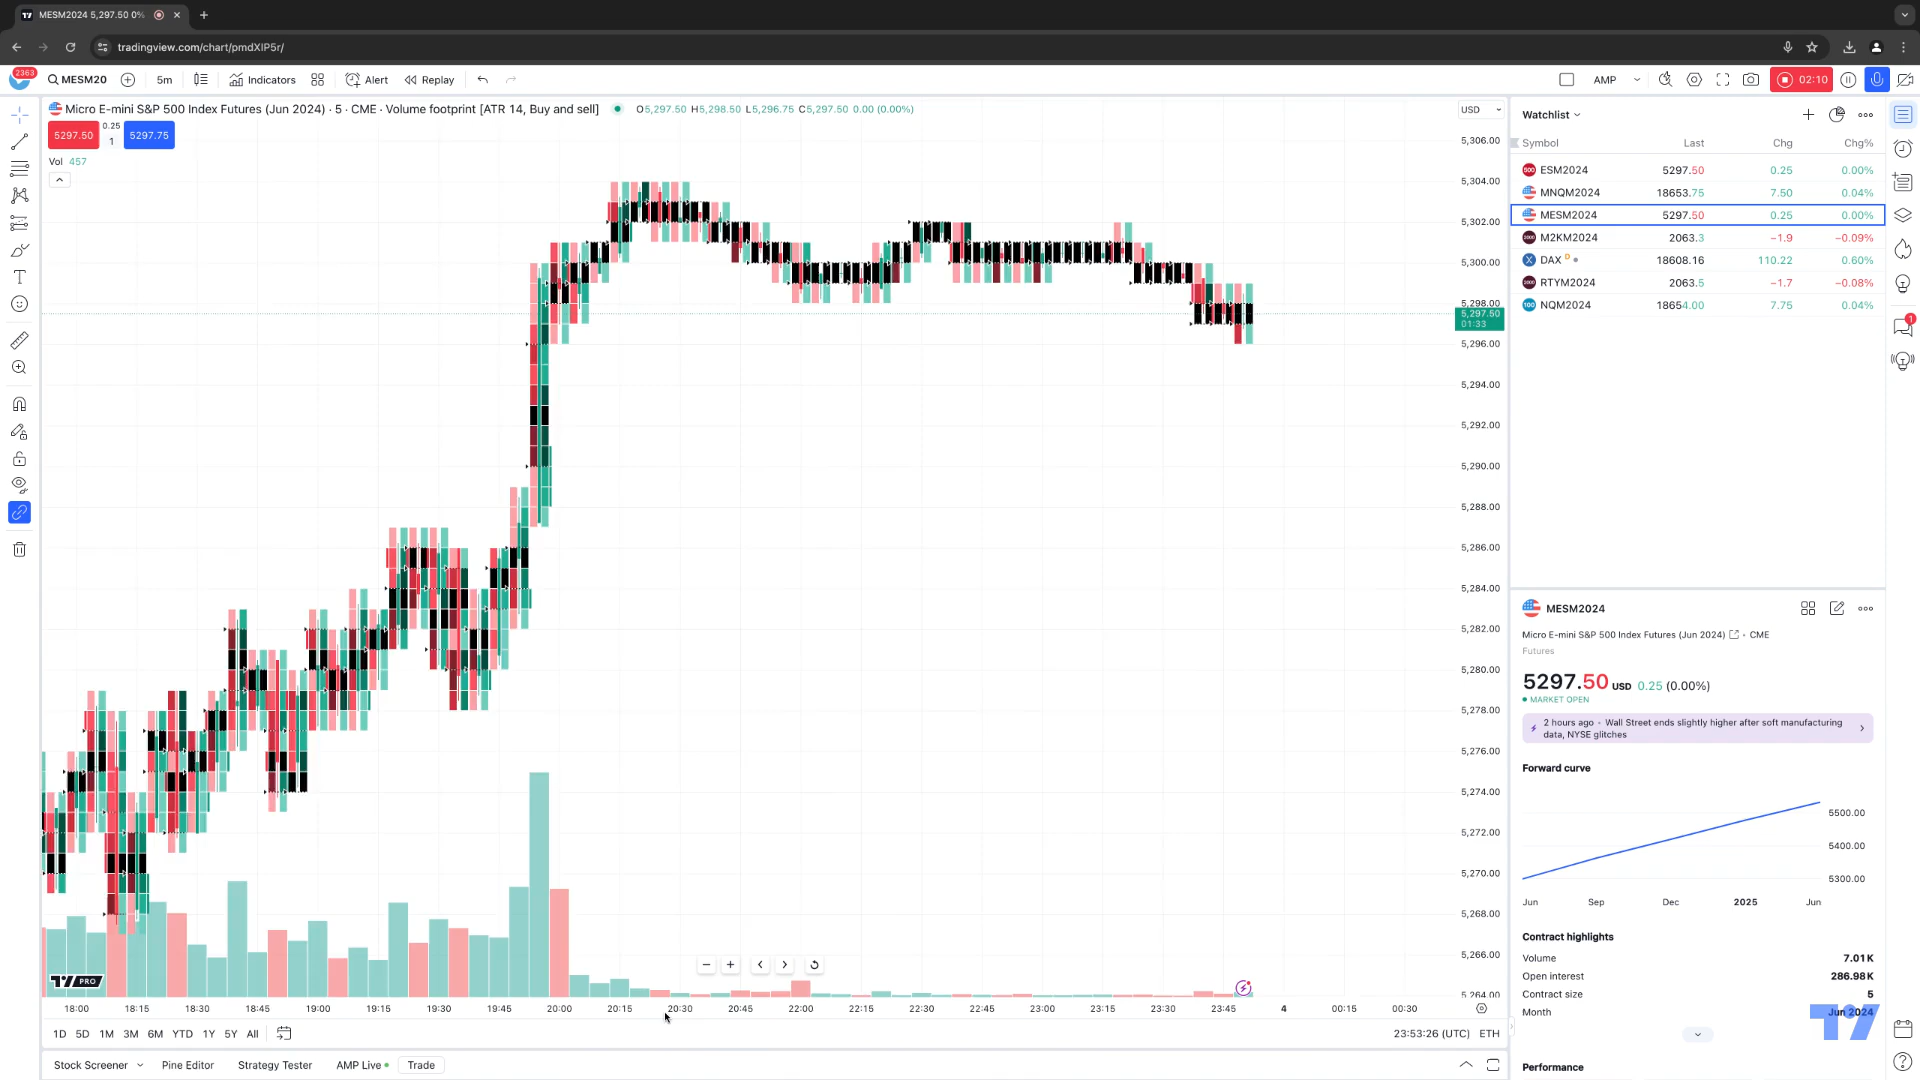 MESM2024 5,297.50 0%
tradingview.com/chart/pmdXIP5r/
2363
MESM20
5m
Indicators
Alert
Replay
AMP
02:10
Micro E-mini S&P 500 Index Futures (Jun 2024) · 5 · CME · Volume footprint [ATR 14, Buy and sell]
O5,297.50 H5,298.50 L5,296.75 C5,297.50 0.00 (0.00%)
USD
5297.50
0.25
1
5297.75
Vol 457
5,306.00
5,304.00
5,302.00
5,300.00
5,298.00
5,297.50
01:33
5,296.00
5,294.00
5,292.00
5,290.00
5,288.00
5,286.00
5,284.00
5,282.00
5,280.00
5,278.00
5,276.00
5,274.00
5,272.00
5,270.00
5,268.00
5,266.00
5,264.00
PRO
18:00 18:15 18:30 18:45 19:00 19:15 19:30 19:45 20:00 20:15 20:30 20:45 22:00 22:15 22:30 22:45 23:00 23:15 23:30 23:45 4 00:15 00:30
1D 5D 1M 3M 6M YTD 1Y 5Y All
23:53:26 (UTC) ETH
Stock Screener Pine Editor Strategy Tester AMP Live Trade
Watchlist
Symbol Last Chg Chg%
ESM2024 5297.50 0.25 0.00%
MNQM2024 18653.75 7.50 0.04%
MESM2024 5297.50 0.25 0.00%
M2KM2024 2063.3 −1.9 −0.09%
DAX D 18608.16 110.22 0.60%
RTYM2024 2063.5 −1.7 −0.08%
NQM2024 18654.00 7.75 0.04%
1
MESM2024
Micro E-mini S&P 500 Index Futures (Jun 2024) · CME
Futures
5297.50 USD 0.25 (0.00%)
MARKET OPEN
2 hours ago · Wall Street ends slightly higher after soft manufacturing
data, NYSE glitches
Forward curve
5500.00
5400.00
5300.00
Jun Sep Dec 2025 Jun
Contract highlights
Volume 7.01K
Open interest 286.98K
Contract size 5
Month Jun 2024
Performance